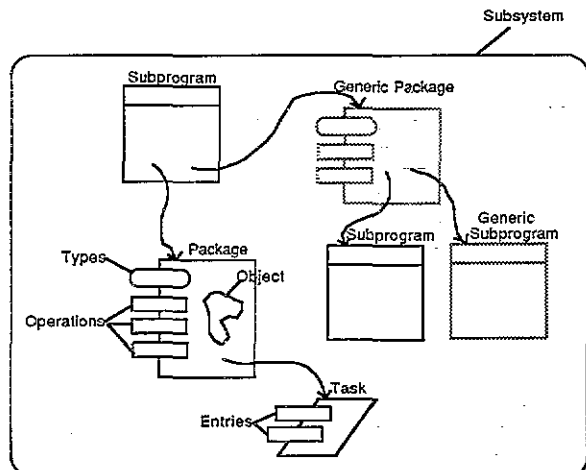 Subsystem
Subprogram
Generic Package
Subprogram
Generic
Subprogram
Package
Types
Object
Operations
Task
Entries